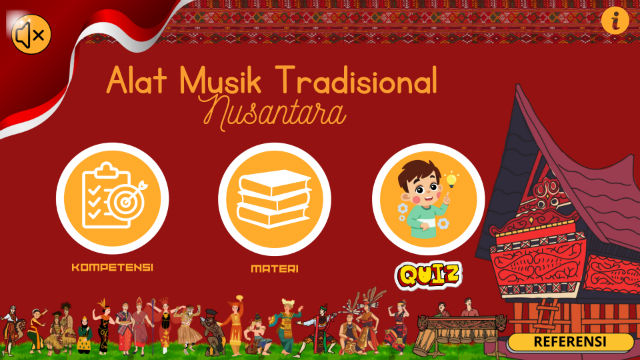 Alat Musik Tradisional
Nusantara
KOMPETENSI
MATERI
QUIZ
REFERENSI